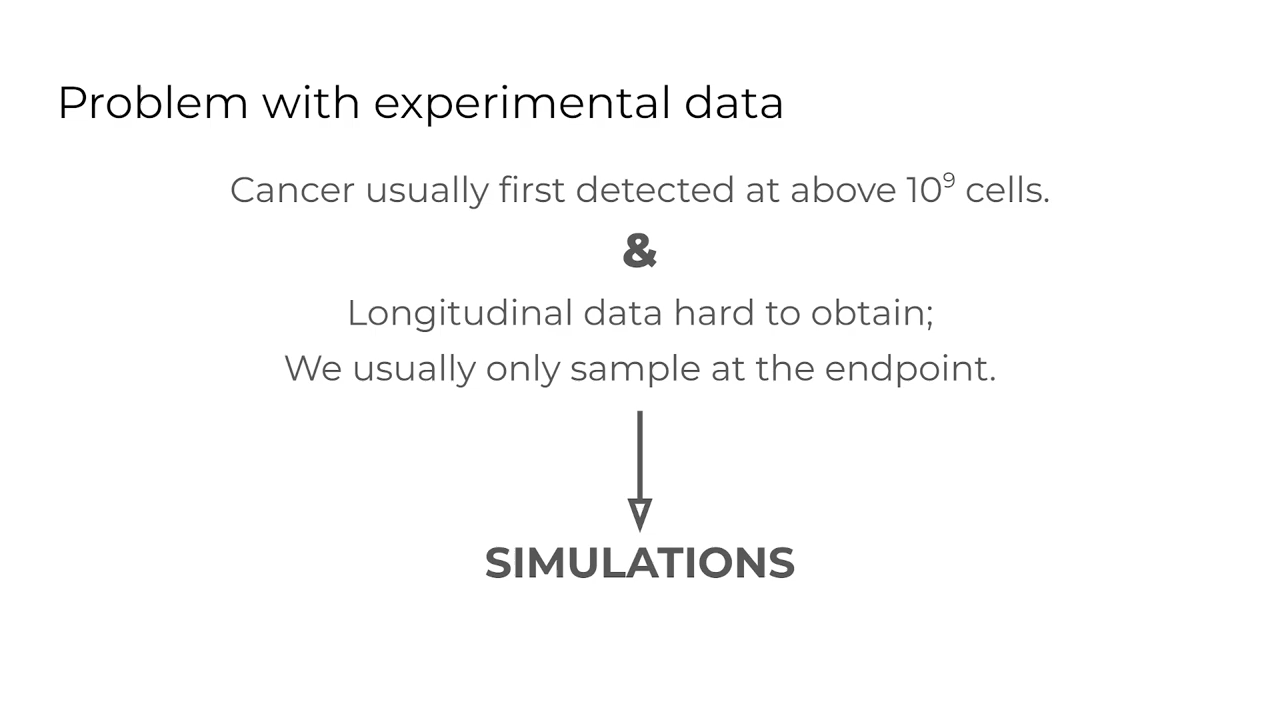 Problem with experimental data
Cancer usually first detected at above 10⁹ cells.
&
Longitudinal data hard to obtain;
We usually only sample at the endpoint.
SIMULATIONS